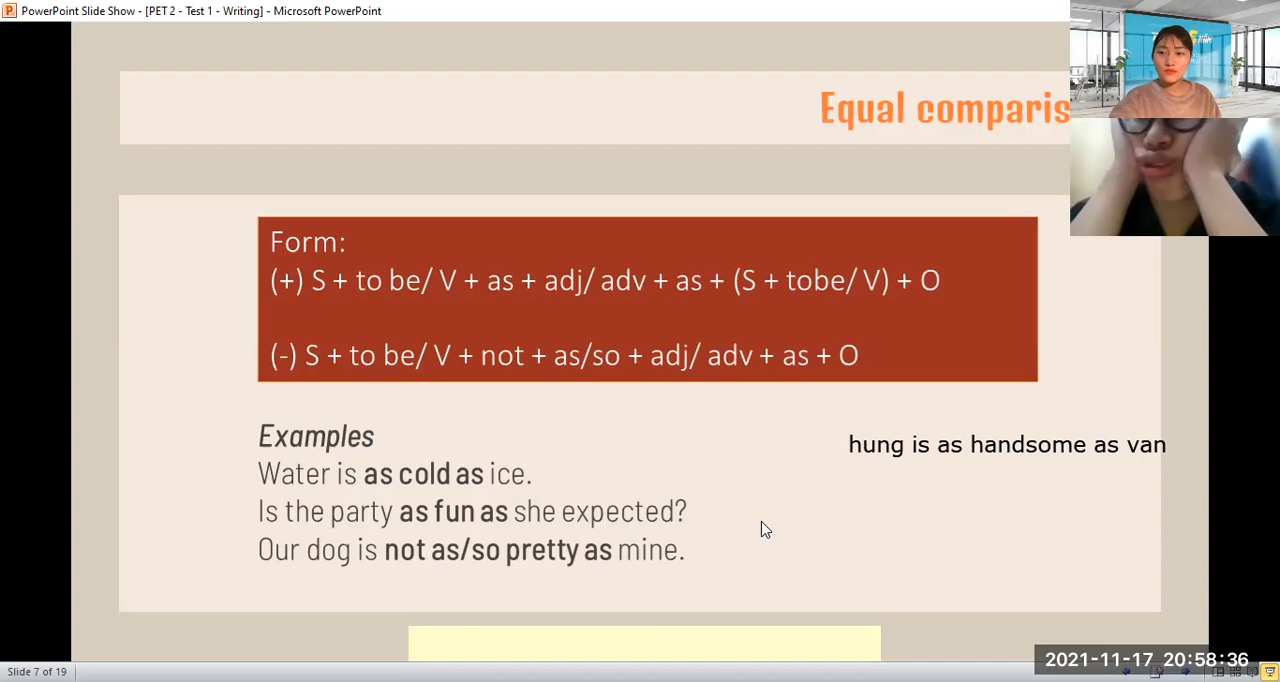 PowerPoint Slide Show - [PET 2 - Test 1 - Writing] - Microsoft PowerPoint
Equal comparis
Form:
(+) S + to be/ V + as + adj/ adv + as + (S + tobe/ V) + O
(-) S + to be/ V + not + as/so + adj/ adv + as + O
Examples
Water is as cold as ice.
hung is as handsome as van
Is the party as fun as she expected?
Our dog is not as/so pretty as mine.
2021-11-17 20:58:36
Slide 7 of 19